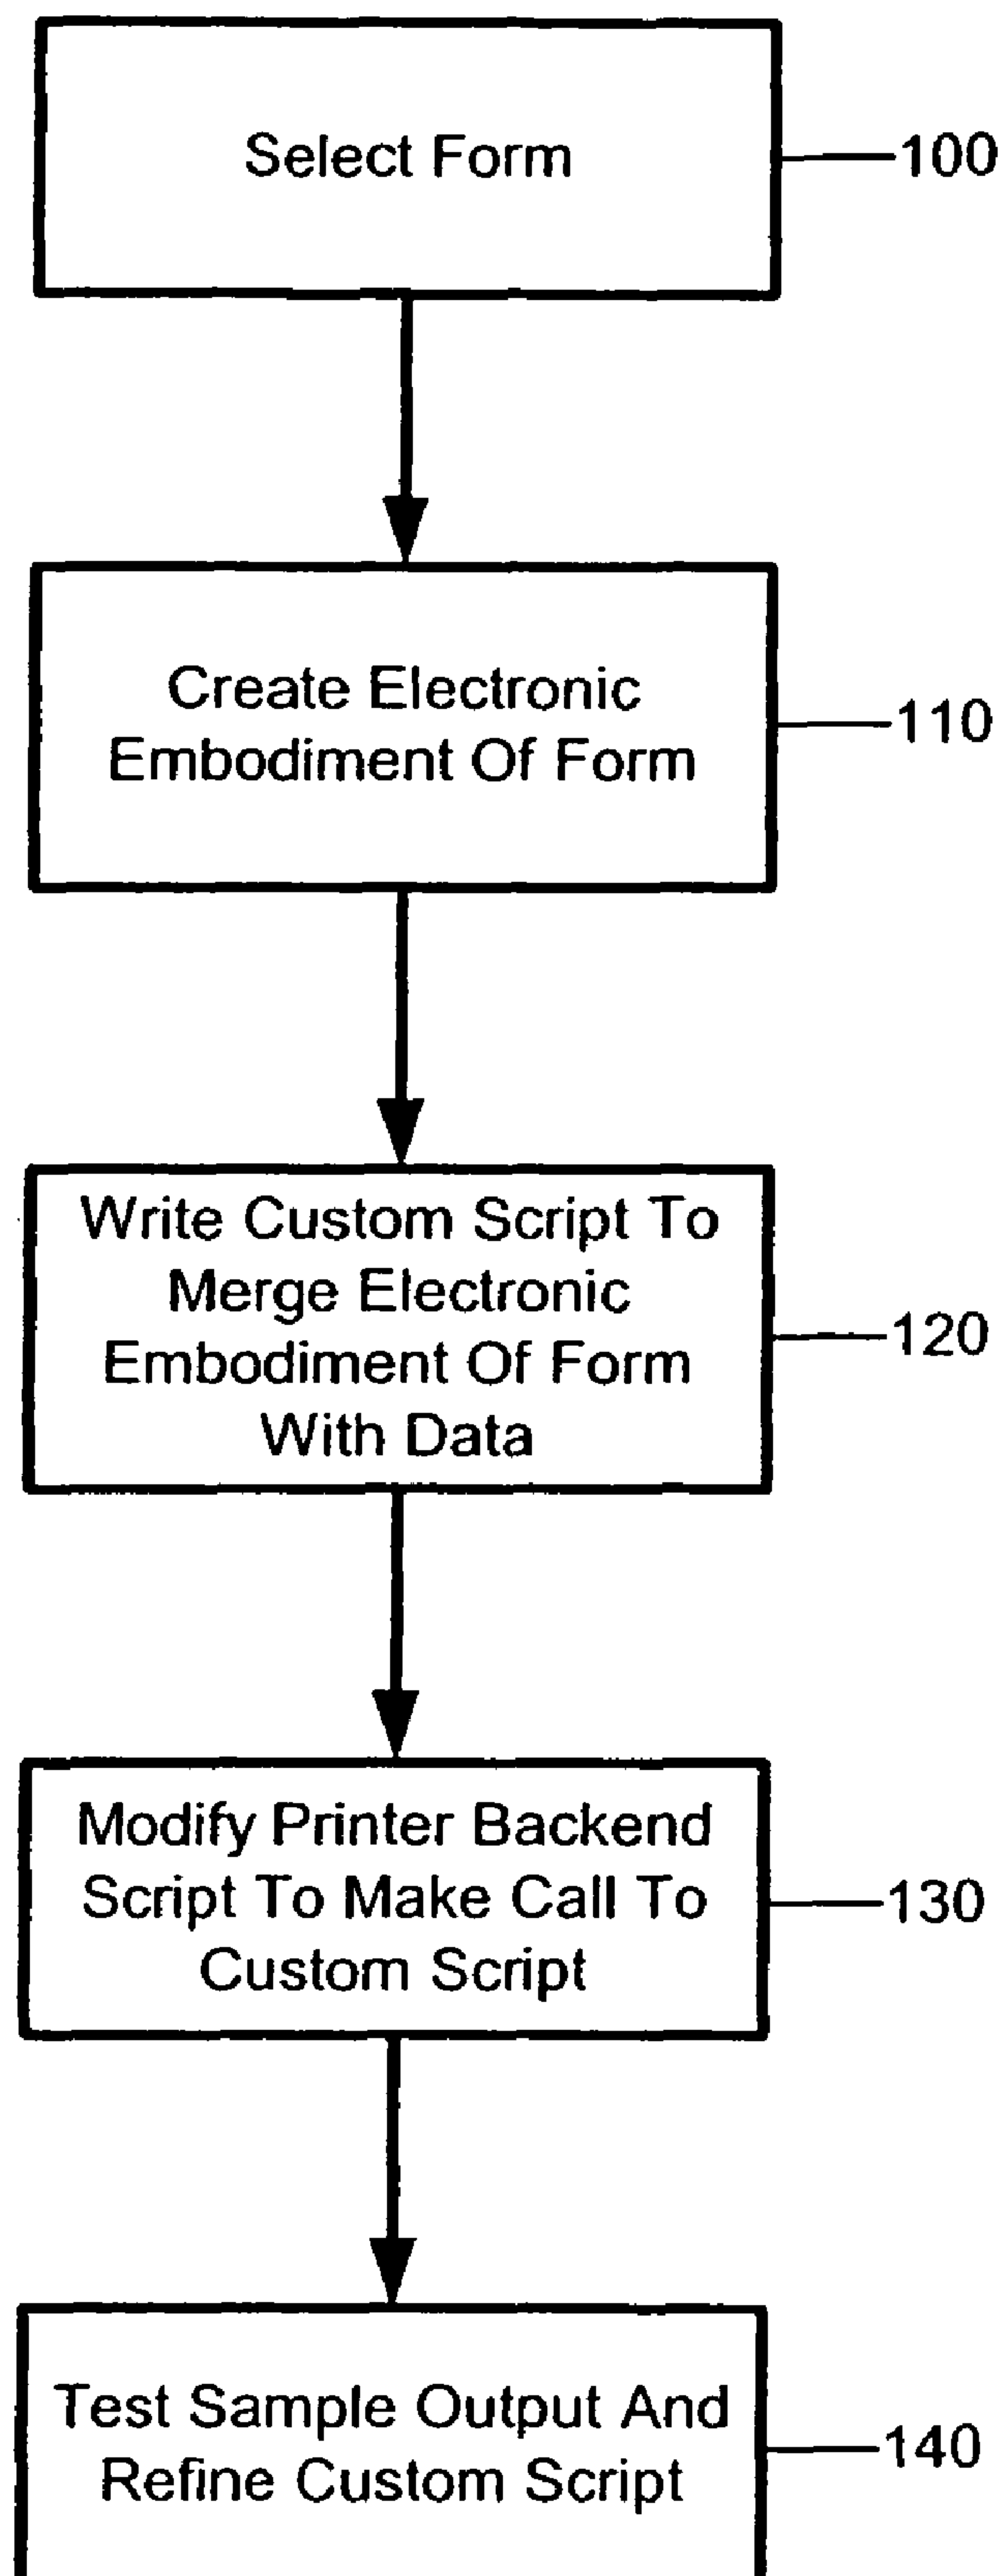 Select Form
100
Create Electronic
Embodiment Of Form
110
Write Custom Script To
Merge Electronic
Embodiment Of Form
With Data
120
Modify Printer Backend
Script To Make Call To
Custom Script
130
Test Sample Output And
Refine Custom Script
140